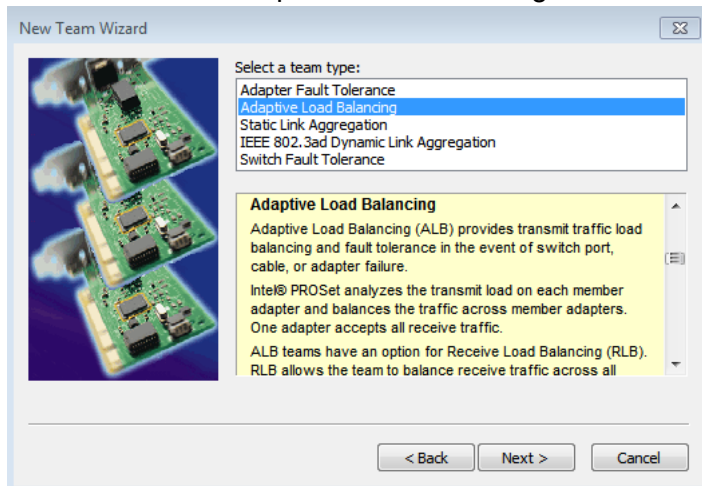 New Team Wizard
Select a team type:
Adapter Fault Tolerance
Adaptive Load Balancing
Static Link Aggregation
IEEE 802.3ad Dynamic Link Aggregation
Switch Fault Tolerance
Adaptive Load Balancing
Adaptive Load Balancing (ALB) provides transmit traffic load
balancing and fault tolerance in the event of switch port,
cable, or adapter failure.
Intel® PROSet analyzes the transmit load on each member
adapter and balances the traffic across member adapters.
One adapter accepts all receive traffic.
ALB teams have an option for Receive Load Balancing (RLB).
RLB allows the team to balance receive traffic across all
< Back
Next >
Cancel